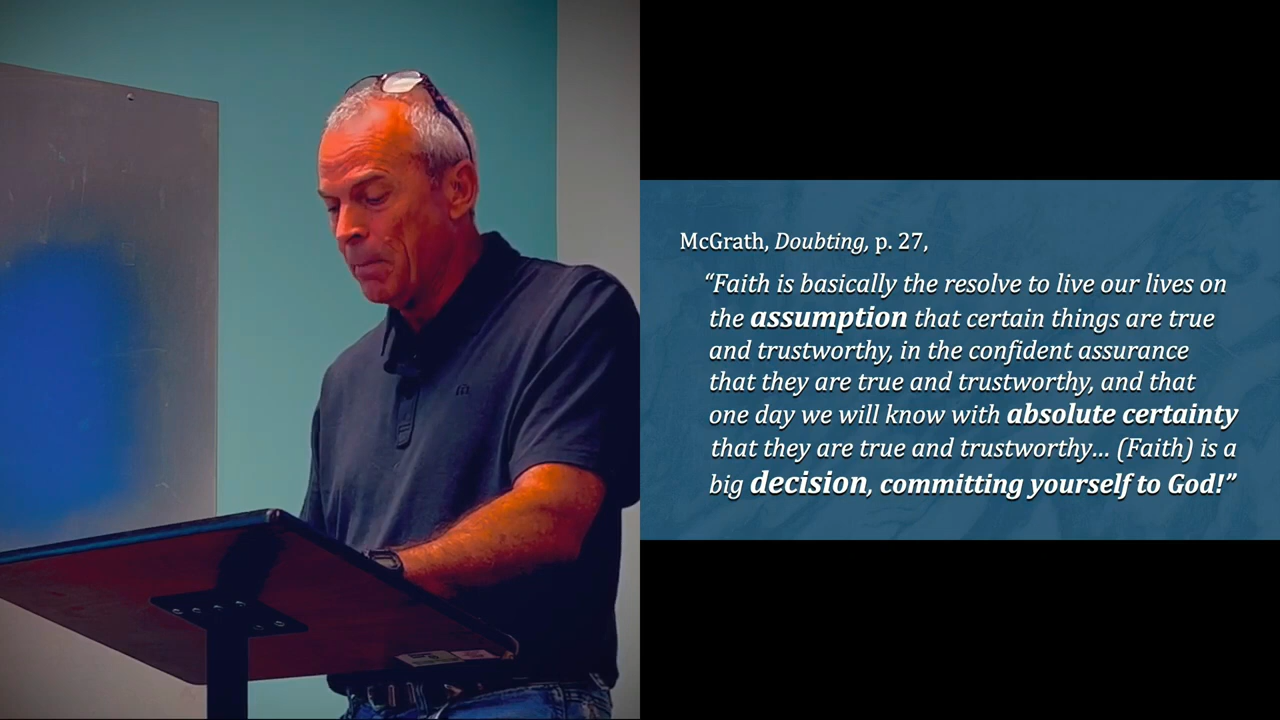 McGrath, Doubting, p. 27,
“Faith is basically the resolve to live our lives on
the assumption that certain things are true
and trustworthy, in the confident assurance
that they are true and trustworthy, and that
one day we will know with absolute certainty
that they are true and trustworthy... (Faith) is a
big decision, committing yourself to God!”